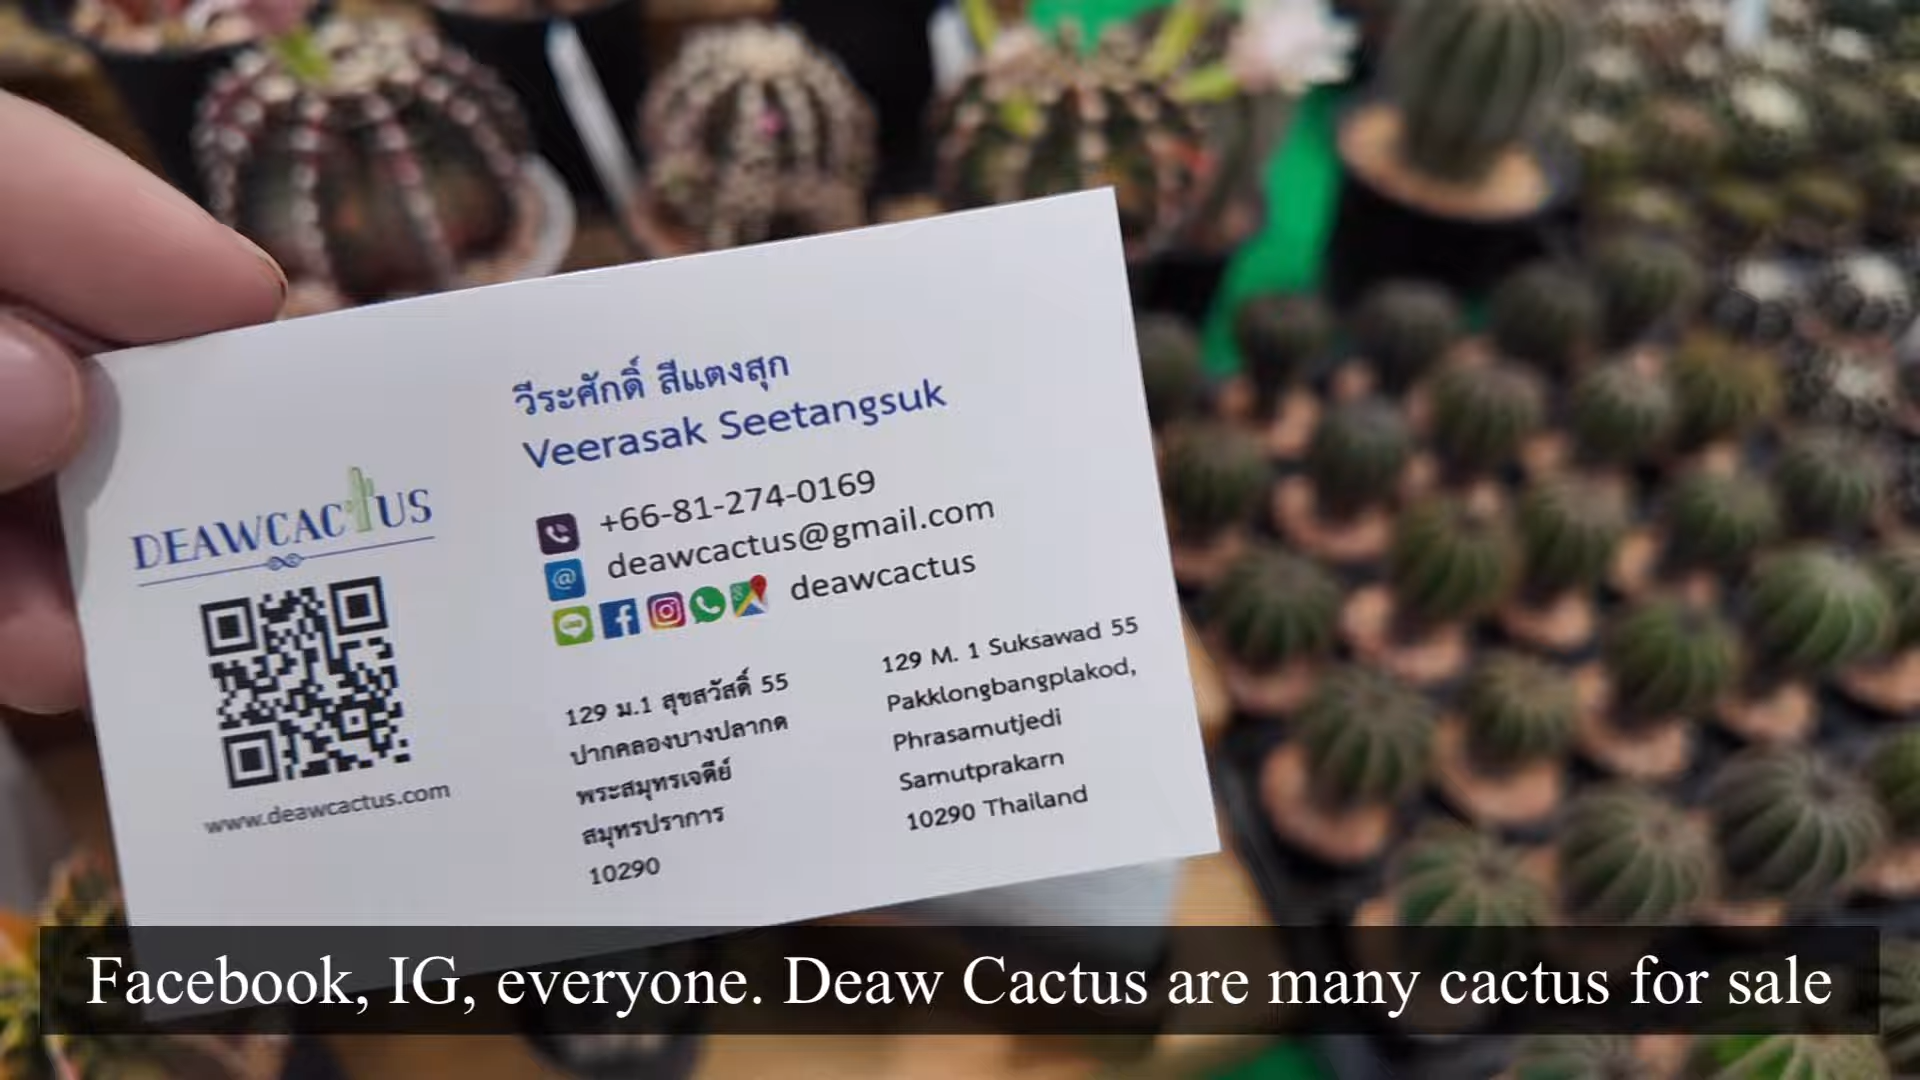 DEAWCACTUS
www.deawcactus.com
วีระศักดิ์ สีแตงสุก
Veerasak Seetangsuk
+66-81-274-0169
deawcactus@gmail.com
deawcactus
129 ม.1 สุขสวัสดิ์ 55
ปากคลองบางปลากด
พระสมุทรเจดีย์
สมุทรปราการ
10290
129 M. 1 Suksawad 55
Pakklongbangplakod,
Phrasamutjedi
Samutprakarn
10290 Thailand
Facebook, IG, everyone. Deaw Cactus are many cactus for sale